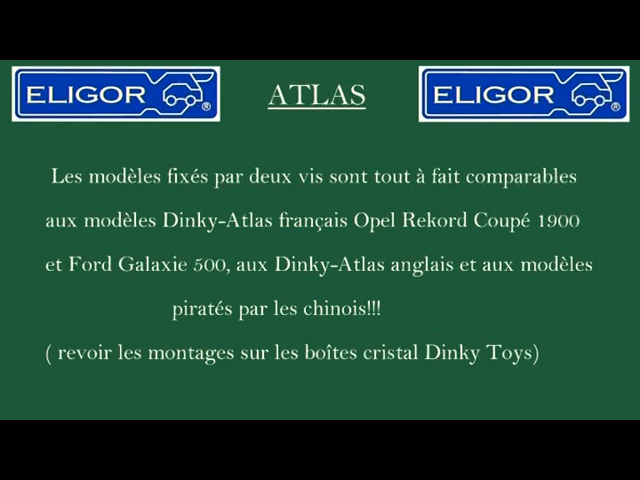 ELIGOR ® ATLAS ELIGOR ®
Les modèles fixés par deux vis sont tout à fait comparables
aux modèles Dinky-Atlas français Opel Rekord Coupé 1900
et Ford Galaxie 500, aux Dinky-Atlas anglais et aux modèles
piratés par les chinois!!!
( revoir les montages sur les boîtes cristal Dinky Toys)